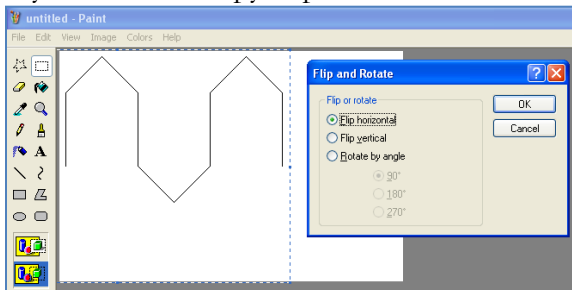 untitled - Paint
File Edit View Image Colors Help
A
Flip and Rotate
Flip or rotate
Flip horizontal
Flip vertical
Rotate by angle
90°
180°
270°
OK
Cancel